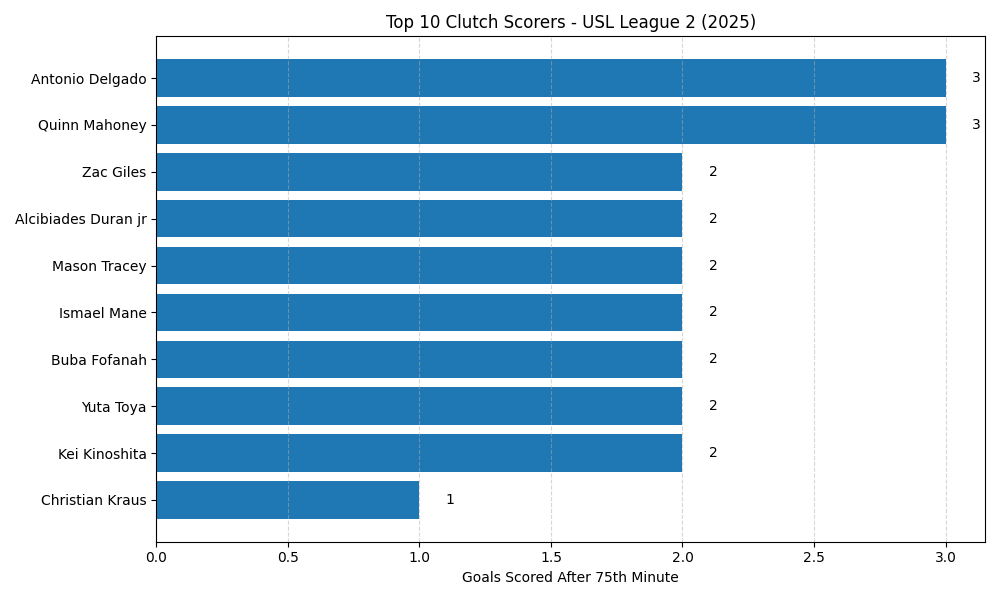 Top 10 Clutch Scorers - USL League 2 (2025)
Antonio Delgado 3
Quinn Mahoney 3
Zac Giles 2
Alcibiades Duran jr 2
Mason Tracey 2
Ismael Mane 2
Buba Fofanah 2
Yuta Toya 2
Kei Kinoshita 2
Christian Kraus 1
0.0 0.5 1.0 1.5 2.0 2.5 3.0
Goals Scored After 75th Minute